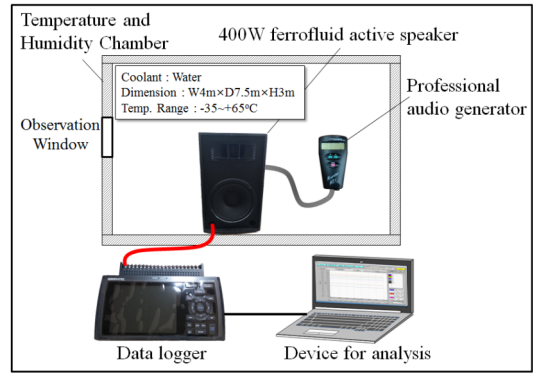 Temperature and
Humidity Chamber
400W ferrofluid active speaker
Coolant : Water
Dimension : W4m×D7.5m×H3m
Temp. Range : -35~+65°C
Professional
audio generator
Observation
Window
Data logger
Device for analysis